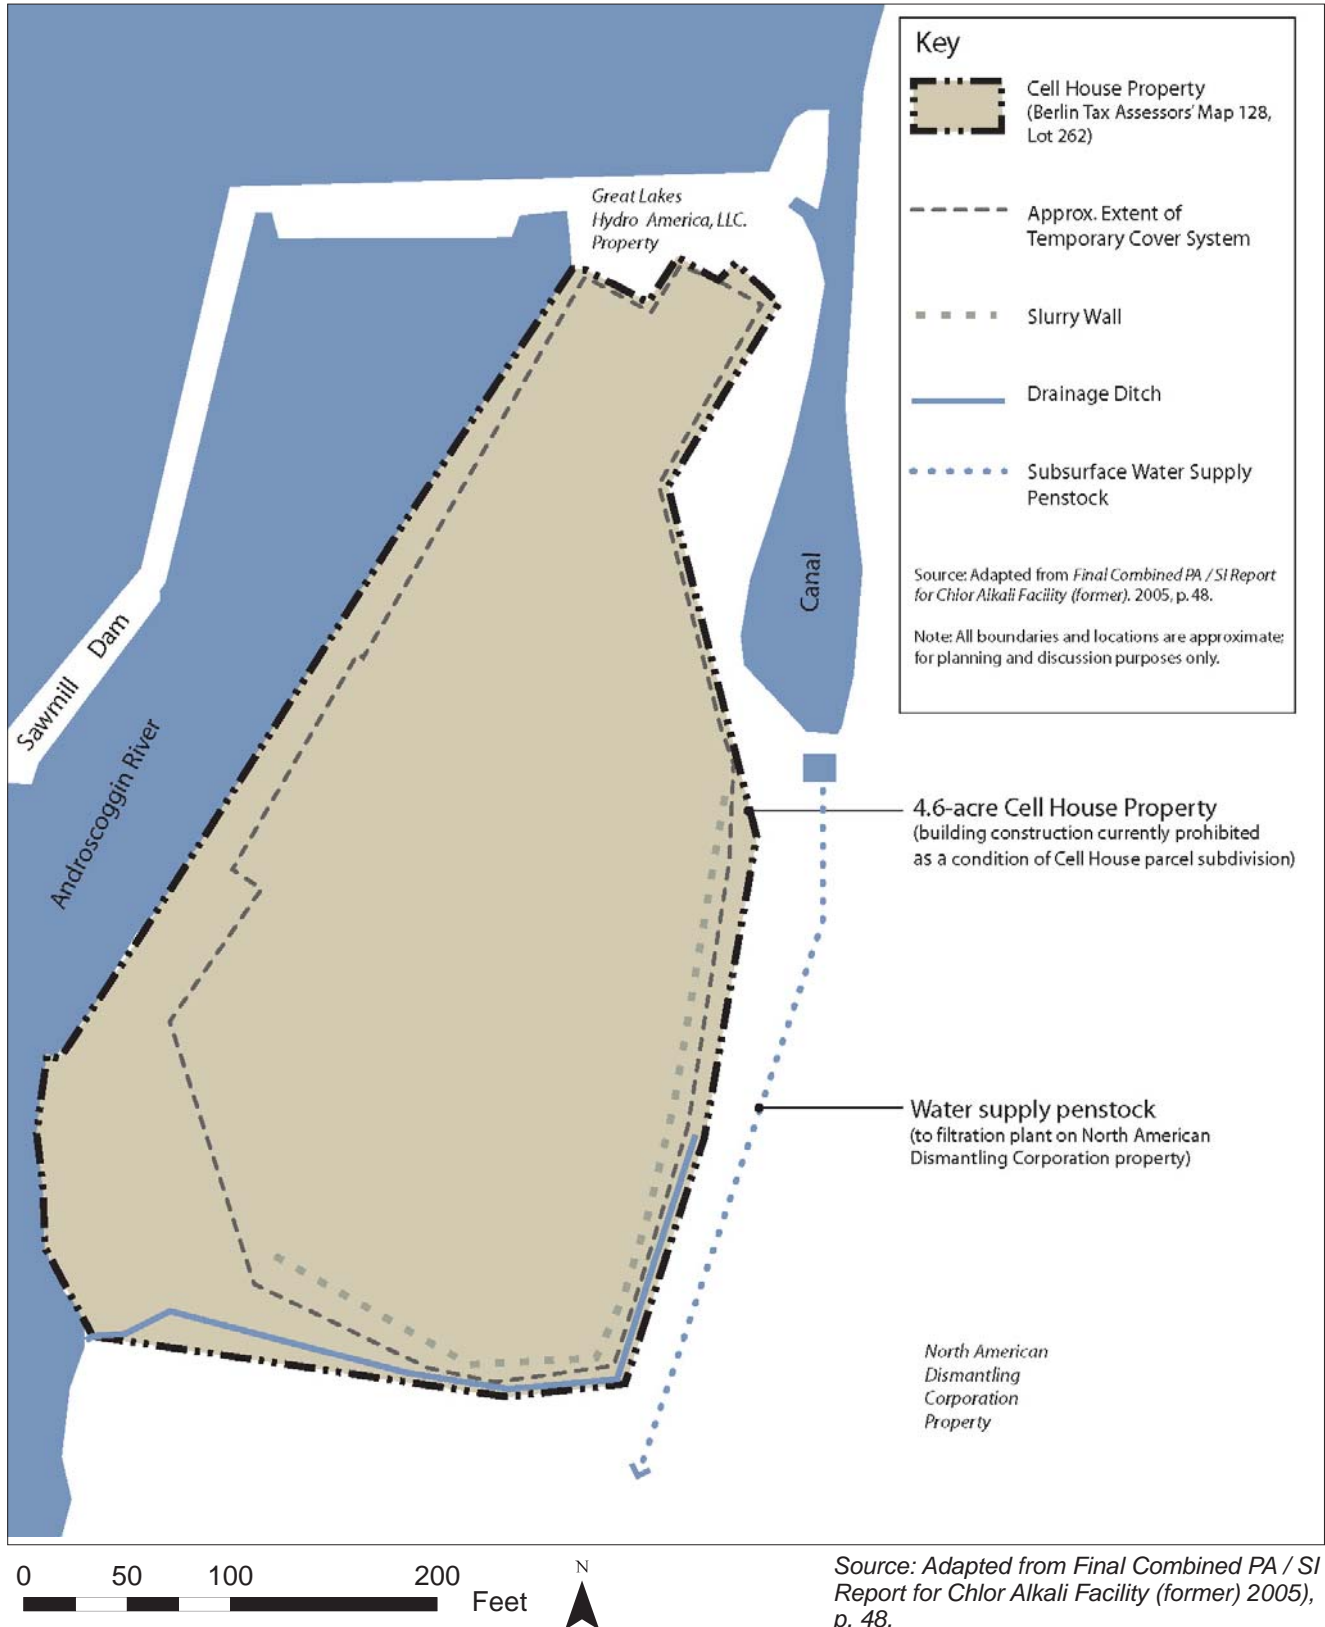 Key
Cell House Property
(Berlin Tax Assessors' Map 128,
Lot 262)
Approx. Extent of
Temporary Cover System
Slurry Wall
Drainage Ditch
Subsurface Water Supply
Penstock
Source: Adapted from Final Combined PA / SI Report
for Chlor Alkali Facility (former). 2005, p. 48.
Note: All boundaries and locations are approximate;
for planning and discussion purposes only.
Great Lakes
Hydro America, LLC.
Property
Canal
Sawmill Dam
Androscoggin River
4.6-acre Cell House Property
(building construction currently prohibited
as a condition of Cell House parcel subdivision)
Water supply penstock
(to filtration plant on North American
Dismantling Corporation property)
North American
Dismantling
Corporation
Property
0 50 100 200
Feet
N
Source: Adapted from Final Combined PA / SI
Report for Chlor Alkali Facility (former) 2005),
p. 48.